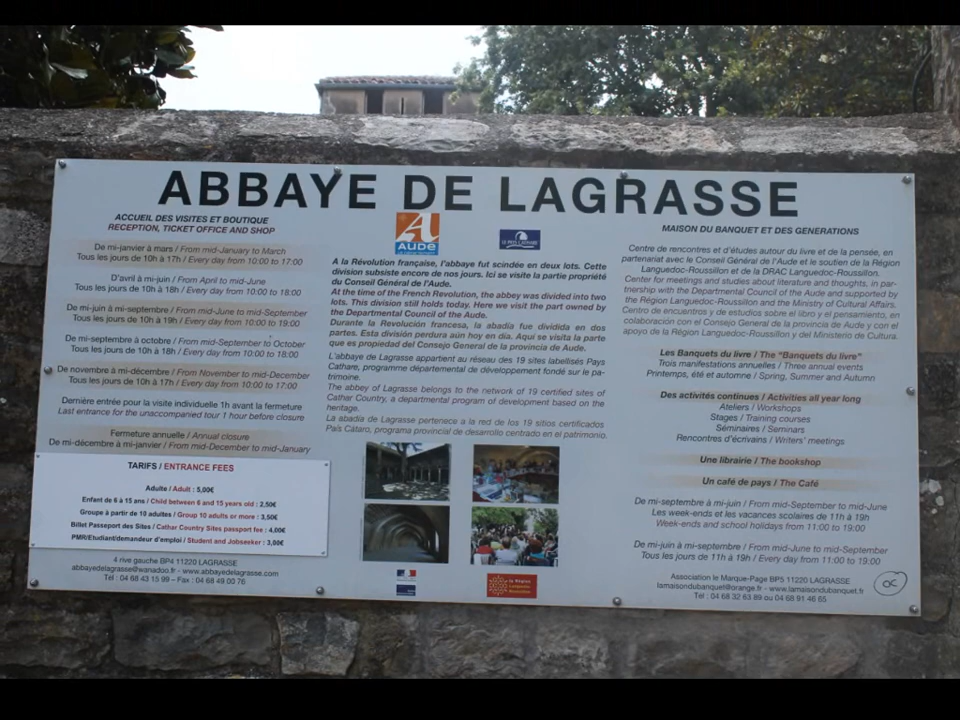 ABBAYE DE LAGRASSE
ACCUEIL DES VISITES ET BOUTIQUE
RECEPTION, TICKET OFFICE AND SHOP
De mi-janvier à mars / From mid-January to March
Tous les jours de 10h à 17h / Every day from 10:00 to 17:00
D'avril à mi-juin / From April to mid-June
Tous les jours de 10h à 18h / Every day from 10:00 to 18:00
De mi-juin à mi-septembre / From mid-June to mid-September
Tous les jours de 10h à 19h / Every day from 10:00 to 19:00
De mi-septembre à octobre / From mid-September to October
Tous les jours de 10h à 18h / Every day from 10:00 to 18:00
De novembre à mi-décembre / From November to mid-December
Tous les jours de 10h à 17h / Every day from 10:00 to 17:00
Dernière entrée pour la visite individuelle 1h avant la fermeture
Last entrance for the unaccompanied tour 1 hour before closure
Fermeture annuelle / Annual closure
De mi-décembre à mi-janvier / From mid-December to mid-January
TARIFS / ENTRANCE FEES
Adulte / Adult : 5,00€
Enfant de 6 à 15 ans / Child between 6 and 15 years old : 2,50€
Groupe à partir de 10 adultes / Group 10 adults or more : 3,50€
Billet Passeport des Sites / Cathar Country Sites passport fee : 4,00€
PMR/Etudiant/demandeur d'emploi / Student and Jobseeker : 3,00€
4 rive gauche BP4 11220 LAGRASSE
abbayedelagrasse@wanadoo.fr - www.abbayedelagrasse.com
Tél : 04 68 43 15 99 – Fax : 04 68 49 00 76
AUDE
LE PAYS CATHARE
A la Révolution française, l'abbaye fut scindée en deux lots. Cette
division subsiste encore de nos jours. Ici se visite la partie propriété
du Conseil Général de l'Aude.
At the time of the French Revolution, the abbey was divided into two
lots. This division still holds today. Here we visit the part owned by
the Departmental Council of the Aude.
Durante la Revolución francesa, la abadía fue dividida en dos
partes. Esta división perdura aún hoy en día. Aquí se visita la parte
que es propiedad del Consejo General de la provincia de Aude.
L'abbaye de Lagrasse appartient au réseau des 19 sites labellisés Pays
Cathare, programme départemental de développement fondé sur le pa-
trimoine.
The abbey of Lagrasse belongs to the network of 19 certified sites of
Cathar Country, a departmental program of development based on the
heritage.
La abadía de Lagrasse pertenece a la red de los 19 sitios certificados
País Cátaro, programa provincial de desarrollo centrado en el patrimonio.
la Région
Languedoc
Roussillon
MAISON DU BANQUET ET DES GENERATIONS
Centre de rencontres et d'études autour du livre et de la pensée, en
partenariat avec le Conseil Général de l'Aude et le soutien de la Région
Languedoc-Roussillon et de la DRAC Languedoc-Roussillon.
Center for meetings and studies about literature and thoughts, in par-
tnership with the Departmental Council of the Aude and supported by
the Région Languedoc-Roussillon and the Ministry of Cultural Affairs.
Centro de encuentros y de estudios sobre el libro y el pensamiento, en
colaboración con el Consejo General de la provincia de Aude y con el
apoyo de la Région Languedoc-Roussillon y del Ministerio de Cultura.
Les Banquets du livre / The "Banquets du livre"
Trois manifestations annuelles / Three annual events
Printemps, été et automne / Spring, Summer and Autumn
Des activités continues / Activities all year long
Ateliers / Workshops
Stages / Training courses
Séminaires / Seminars
Rencontres d'écrivains / Writers' meetings
Une librairie / The bookshop
Un café de pays / The Café
De mi-septembre à mi-juin / From mid-September to mid-June
Les week-ends et les vacances scolaires de 11h à 19h
Week-ends and school holidays from 11:00 to 19:00
De mi-juin à mi-septembre / From mid-June to mid-September
Tous les jours de 11h à 19h / Every day from 11:00 to 19:00
Association le Marque-Page BP5 11220 LAGRASSE
lamaisondubanquet@orange.fr - www.lamaisondubanquet.fr
Tél : 04 68 32 63 89 ou 04 68 91 46 65
OC